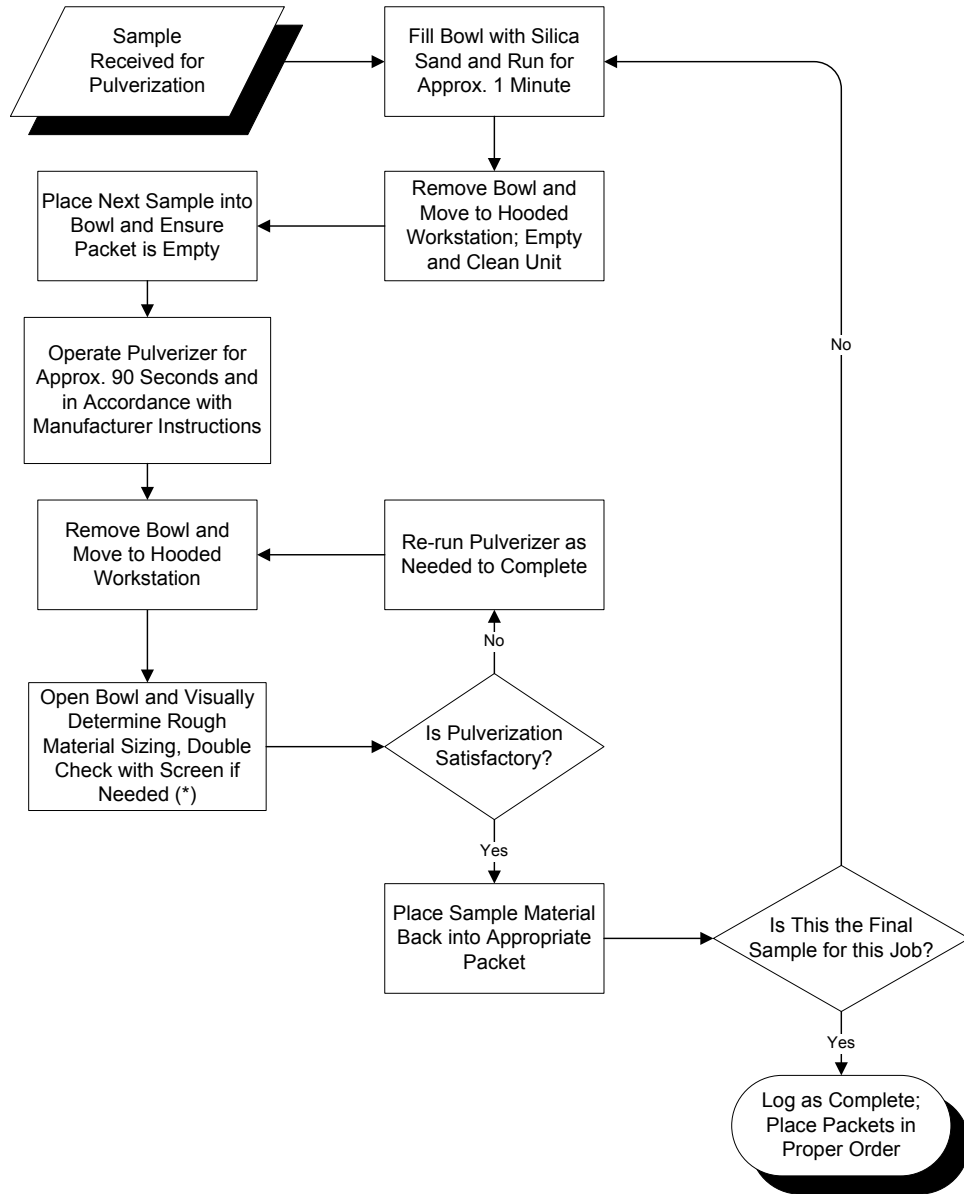 Sample
Received for
Pulverization
Fill Bowl with Silica
Sand and Run for
Approx. 1 Minute
Remove Bowl and
Move to Hooded
Workstation; Empty
and Clean Unit
Place Next Sample into
Bowl and Ensure
Packet is Empty
Operate Pulverizer for
Approx. 90 Seconds and
in Accordance with
Manufacturer Instructions
Remove Bowl and
Move to Hooded
Workstation
Open Bowl and Visually
Determine Rough
Material Sizing, Double
Check with Screen if
Needed (*)
Is Pulverization
Satisfactory?
No
Re-run Pulverizer as
Needed to Complete
Yes
Place Sample Material
Back into Appropriate
Packet
Is This the Final
Sample for this Job?
No
Yes
Log as Complete;
Place Packets in
Proper Order